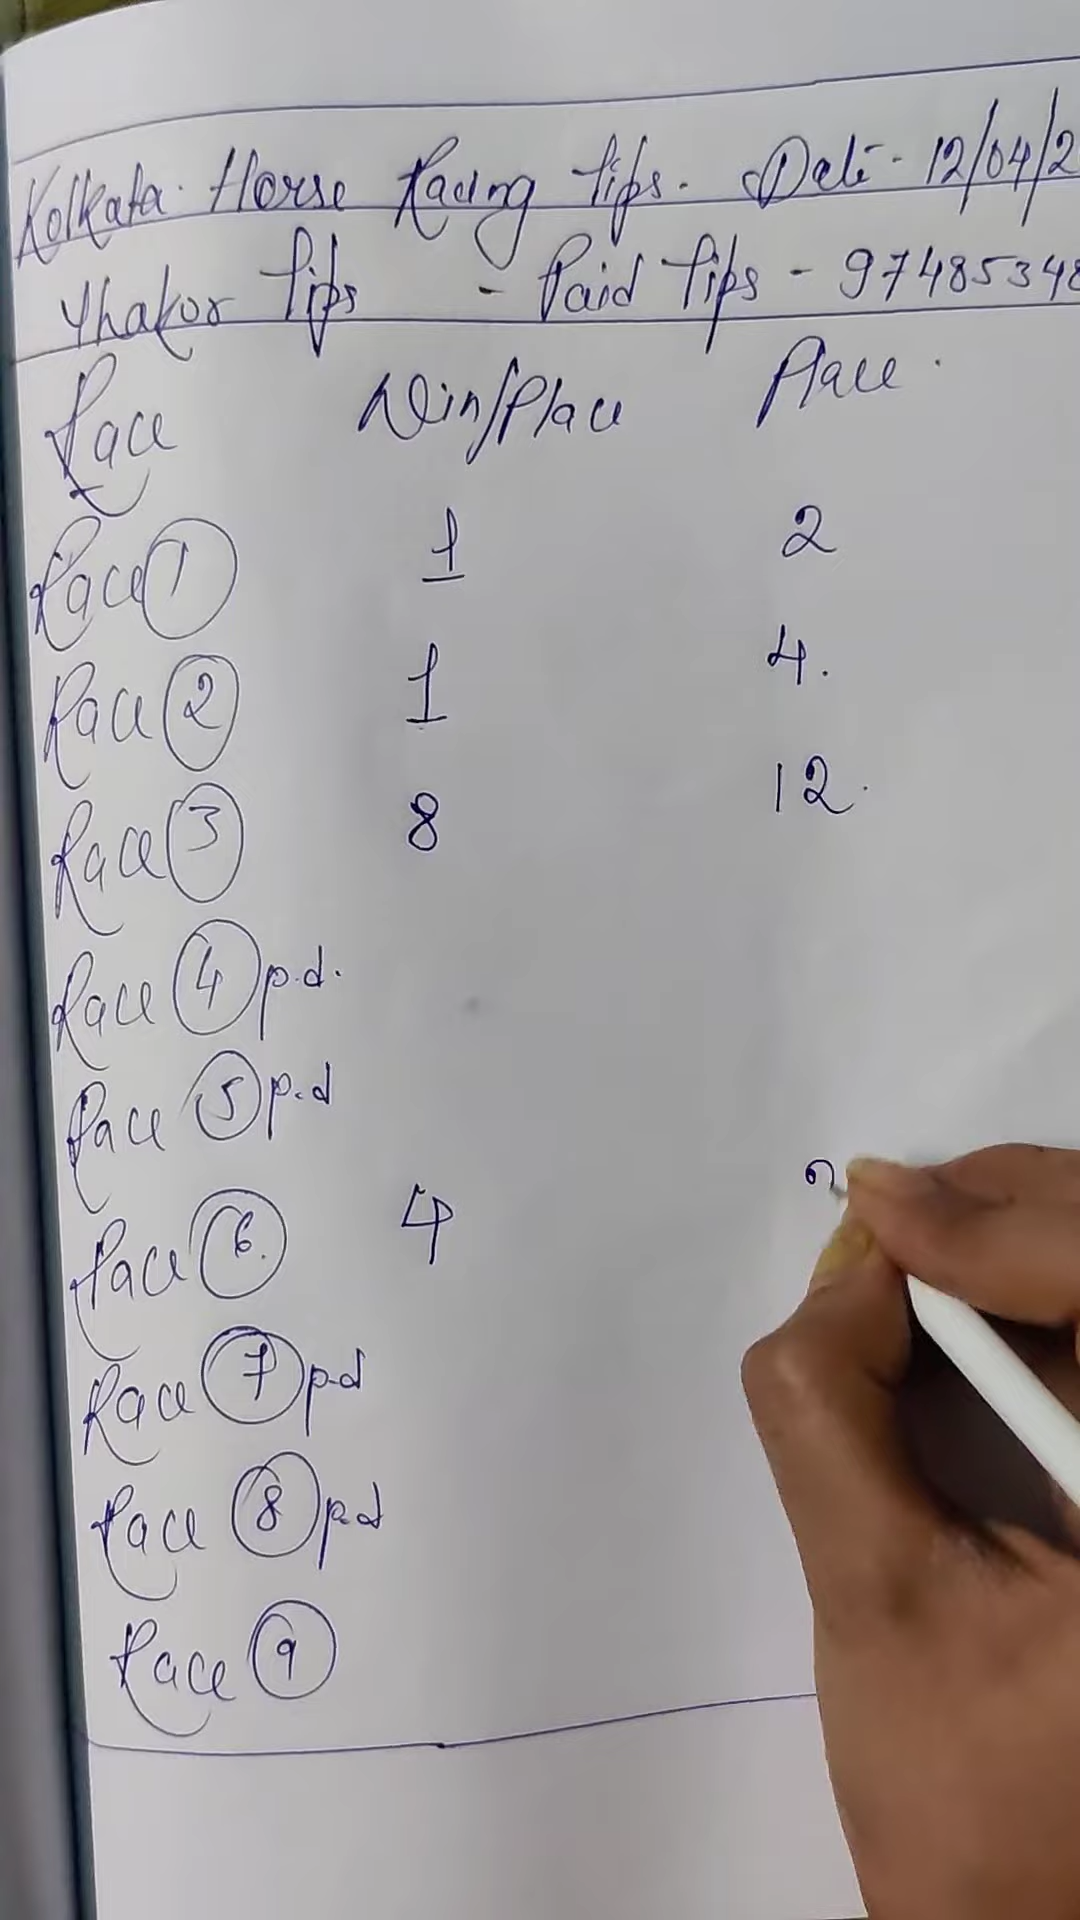 Kolkata Horse Racing tips. Date - 12/04/2
Thakor Tips - Paid Tips - 97485348
Race Win/Place Place.
Race 1 1 2
Race 2 1 4.
Race 3 8 12.
Race 4 p.d.
Race 5 p.d
Race 6. 4
Race 7 p.d
Race 8 p.d
Race 9